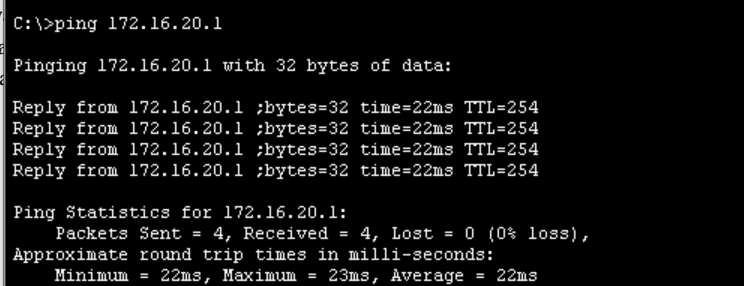 C:\>ping 172.16.20.1
Pinging 172.16.20.1 with 32 bytes of data:
Reply from 172.16.20.1 ;bytes=32 time=22ms TTL=254
Reply from 172.16.20.1 ;bytes=32 time=22ms TTL=254
Reply from 172.16.20.1 ;bytes=32 time=22ms TTL=254
Reply from 172.16.20.1 ;bytes=32 time=22ms TTL=254
Ping Statistics for 172.16.20.1:
Packets Sent = 4, Received = 4, Lost = 0 (0% loss),
Approximate round trip times in milli-seconds:
Minimum = 22ms, Maximum = 23ms, Average = 22ms